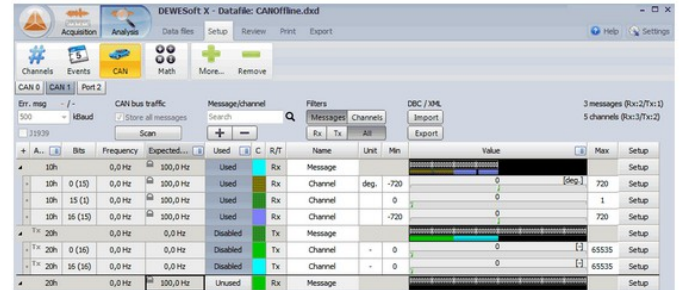 DEWESoft X - Datafile: CANOffline.dxd
Acquisition Analysis Data files Setup Review Print Export Help Settings
Channels Events CAN Math More... Remove
CAN 0 CAN 1 Port 2
Err. msg - / - CAN bus traffic Message/channel Filters DBC / XML 3 messages (Rx:2/Tx:1)
500 kBaud Store all messages Search Messages Channels Import 5 channels (Rx:3/Tx:2)
J1939 Scan + - Rx Tx All Export
+ A.. Bits Frequency Expected... Used C R/T Name Unit Min Value Max Setup
10h 0,0 Hz 100,0 Hz Used Rx Message Setup
10h 0 (15) 0,0 Hz 100,0 Hz Used Rx Channel deg. -720 0 [deg.] 720 Setup
10h 15 (1) 0,0 Hz 100,0 Hz Used Rx Channel 0 0 1 Setup
10h 16 (15) 0,0 Hz 100,0 Hz Used Rx Channel -720 0 720 Setup
Tx 20h 0,0 Hz 0,0 Hz Disabled Tx Message Setup
Tx 20h 0 (16) 0,0 Hz 0,0 Hz Disabled Tx Channel - 0 0 [-] 65535 Setup
Tx 20h 16 (16) 0,0 Hz 0,0 Hz Disabled Tx Channel - 0 0 [-] 65535 Setup
20h 0,0 Hz 100,0 Hz Unused Rx Message Setup